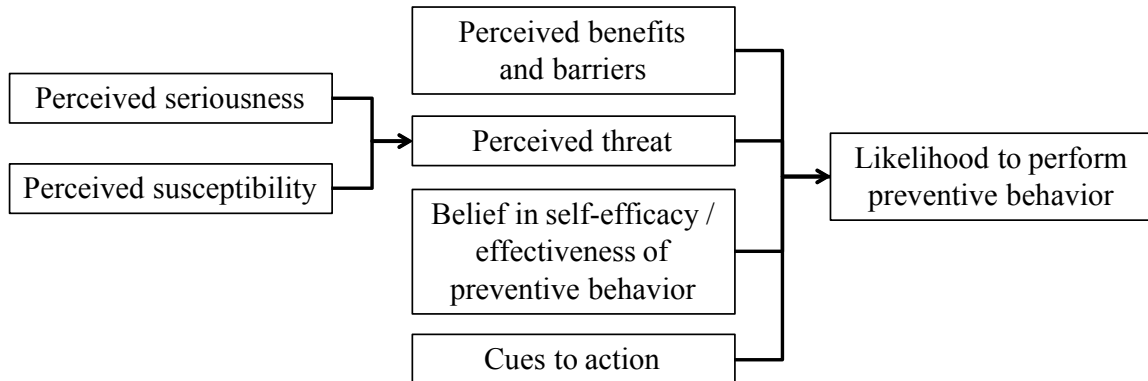 Perceived seriousness
Perceived susceptibility
Perceived benefits
and barriers
Perceived threat
Belief in self-efficacy /
effectiveness of
preventive behavior
Cues to action
Likelihood to perform
preventive behavior